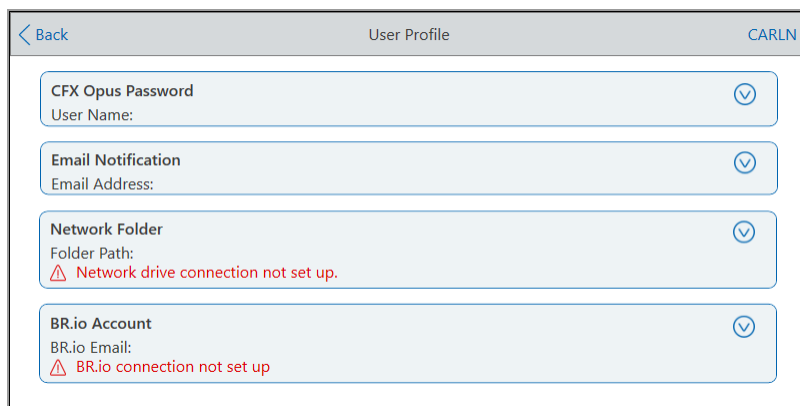 Back
User Profile
CARLN
CFX Opus Password
User Name:
Email Notification
Email Address:
Network Folder
Folder Path:
Network drive connection not set up.
BR.io Account
BR.io Email:
BR.io connection not set up